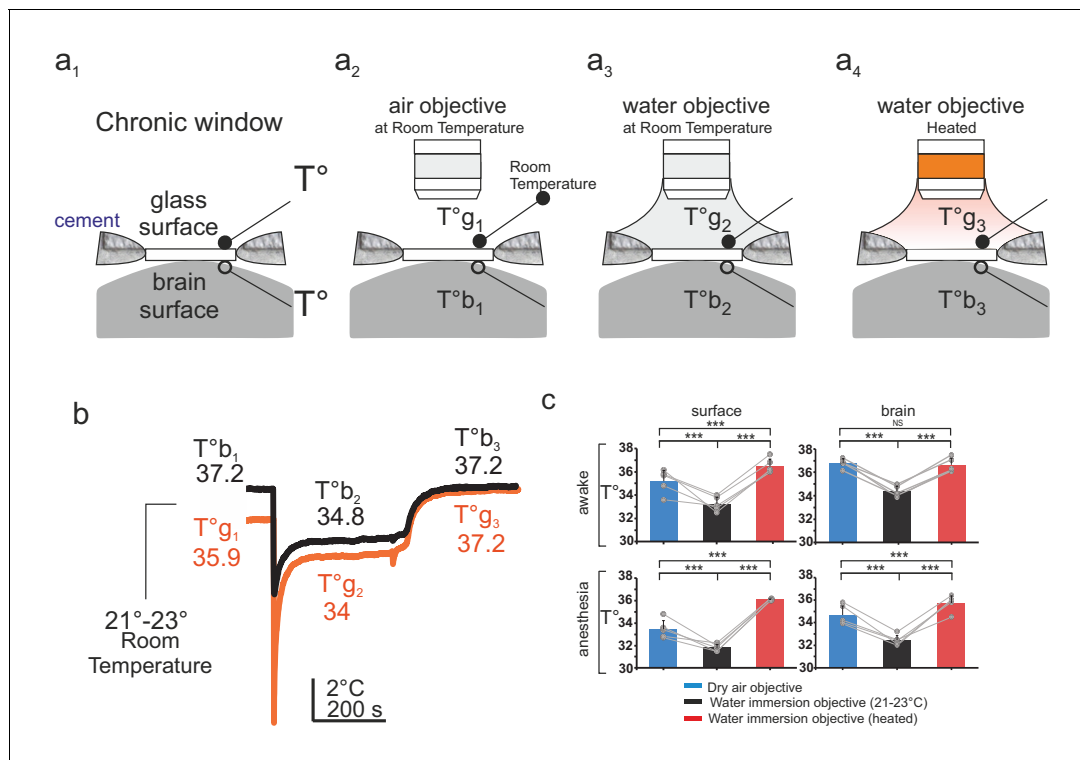 a1
Chronic window
T°
glass
surface
cement
brain
surface
T°
a2
air objective
at Room Temperature
Room
Temperature
T°g1
T°b1
a3
water objective
at Room Temperature
T°g2
T°b2
a4
water objective
Heated
T°g3
T°b3
b
T°b1
37.2
T°g1
35.9
21°-23°
Room
Temperature
T°b2
34.8
T°g2
34
T°b3
37.2
T°g3
37.2
2°C
200 s
c
surface
brain
awake
T°
38
36
34
32
30
***
*** ***
38
36
34
32
30
NS
*** ***
anesthesia
T°
38
36
34
32
30
***
*** ***
38
36
34
32
30
***
*** ***
Dry air objective
Water immersion objective (21-23°C)
Water immersion objective (heated)